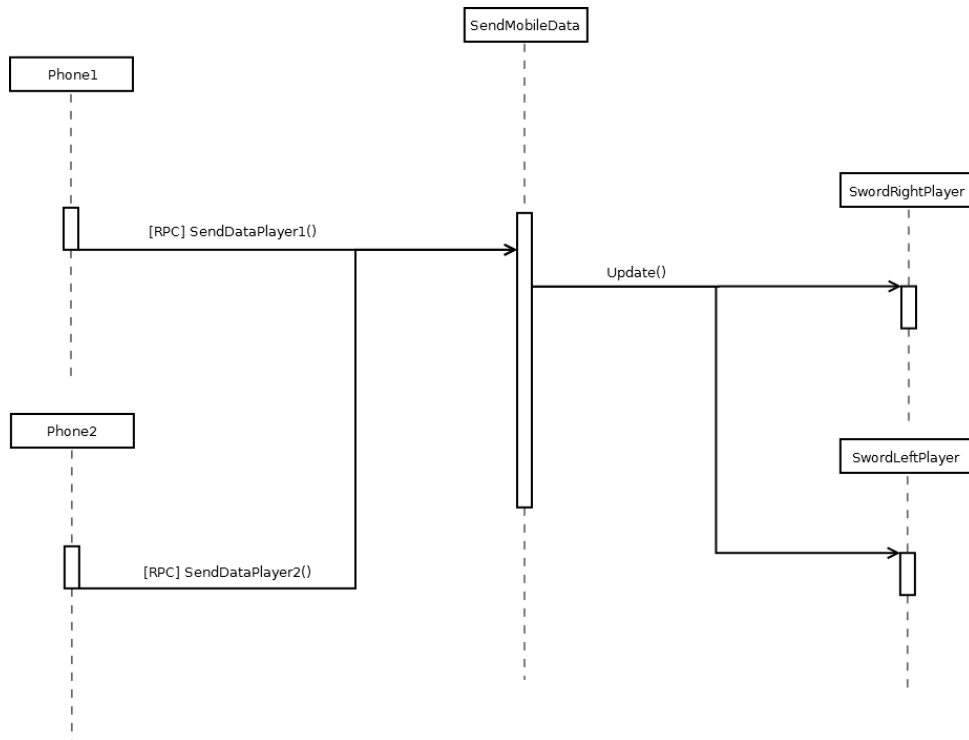 SendMobileData
Phone1
SwordRightPlayer
[RPC] SendDataPlayer1()
Update()
Phone2
SwordLeftPlayer
[RPC] SendDataPlayer2()